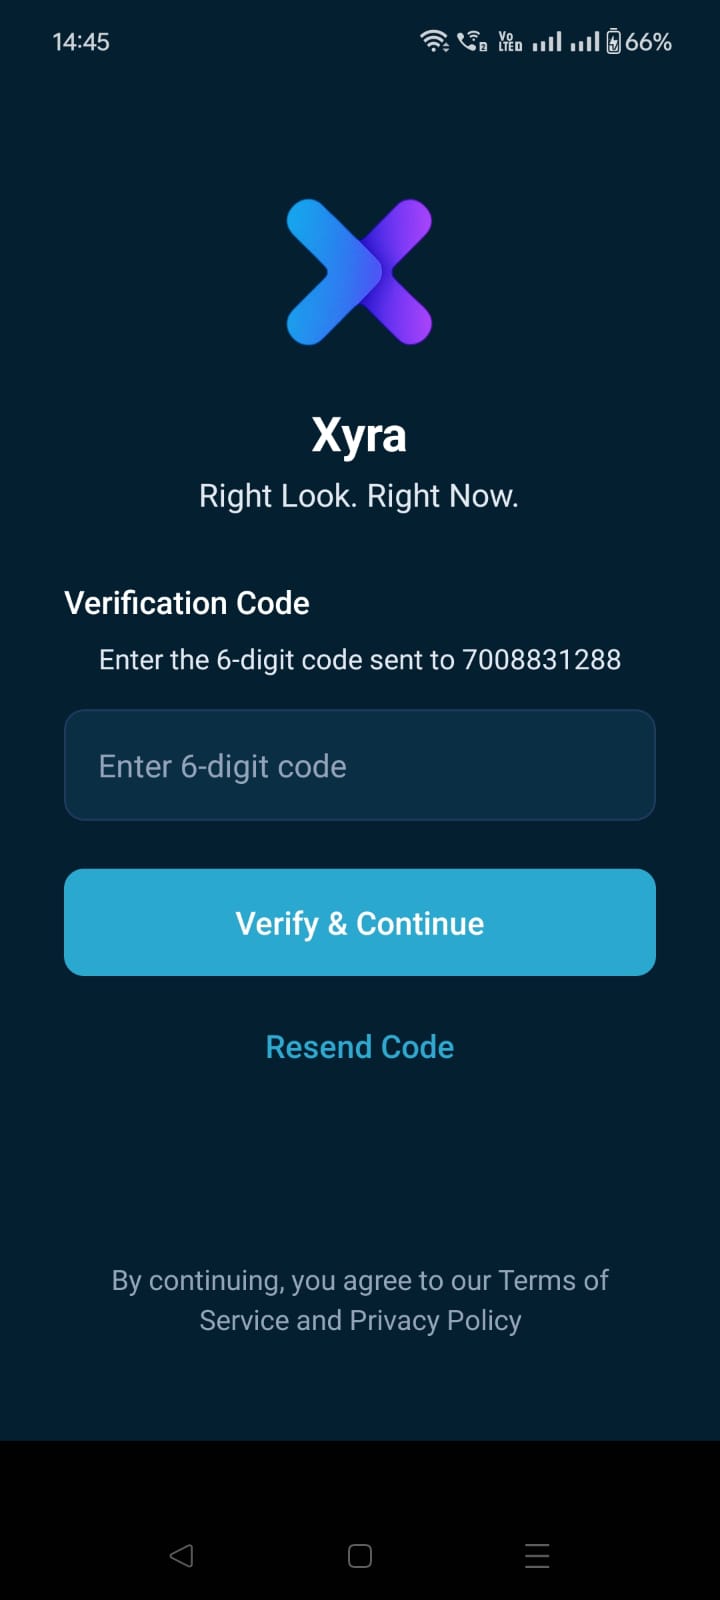 14:45
Vo LTED 2 66%
Xyra
Right Look. Right Now.
Verification Code
Enter the 6-digit code sent to 7008831288
Enter 6-digit code
Verify & Continue
Resend Code
By continuing, you agree to our Terms of
Service and Privacy Policy